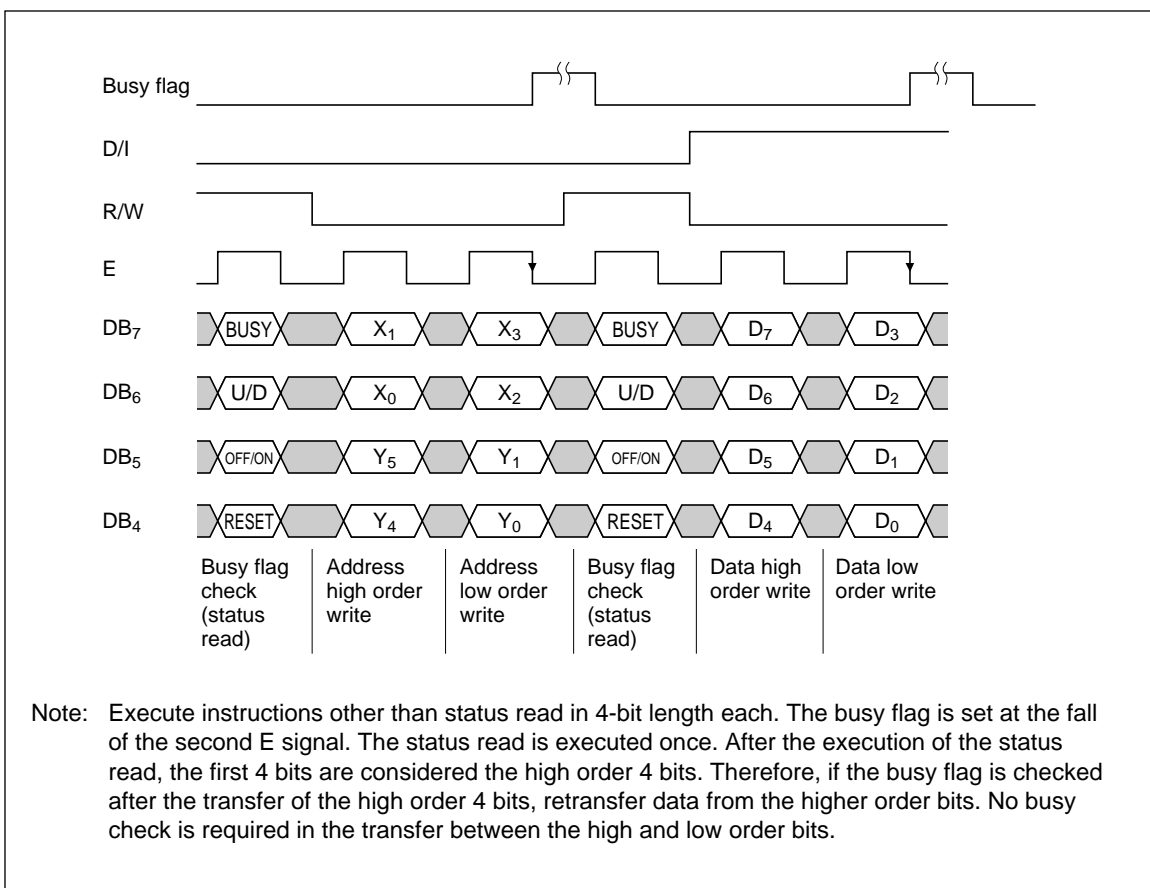 Busy flag
D/I
R/W
E
DB₇ BUSY X₁ X₃ BUSY D₇ D₃
DB₆ U/D X₀ X₂ U/D D₆ D₂
DB₅ OFF/ON Y₅ Y₁ OFF/ON D₅ D₁
DB₄ RESET Y₄ Y₀ RESET D₄ D₀
Busy flag Address Address Busy flag Data high Data low
check high order low order check order write order write
(status write write (status
read) read)
Note: Execute instructions other than status read in 4-bit length each. The busy flag is set at the fall
of the second E signal. The status read is executed once. After the execution of the status
read, the first 4 bits are considered the high order 4 bits. Therefore, if the busy flag is checked
after the transfer of the high order 4 bits, retransfer data from the higher order bits. No busy
check is required in the transfer between the high and low order bits.